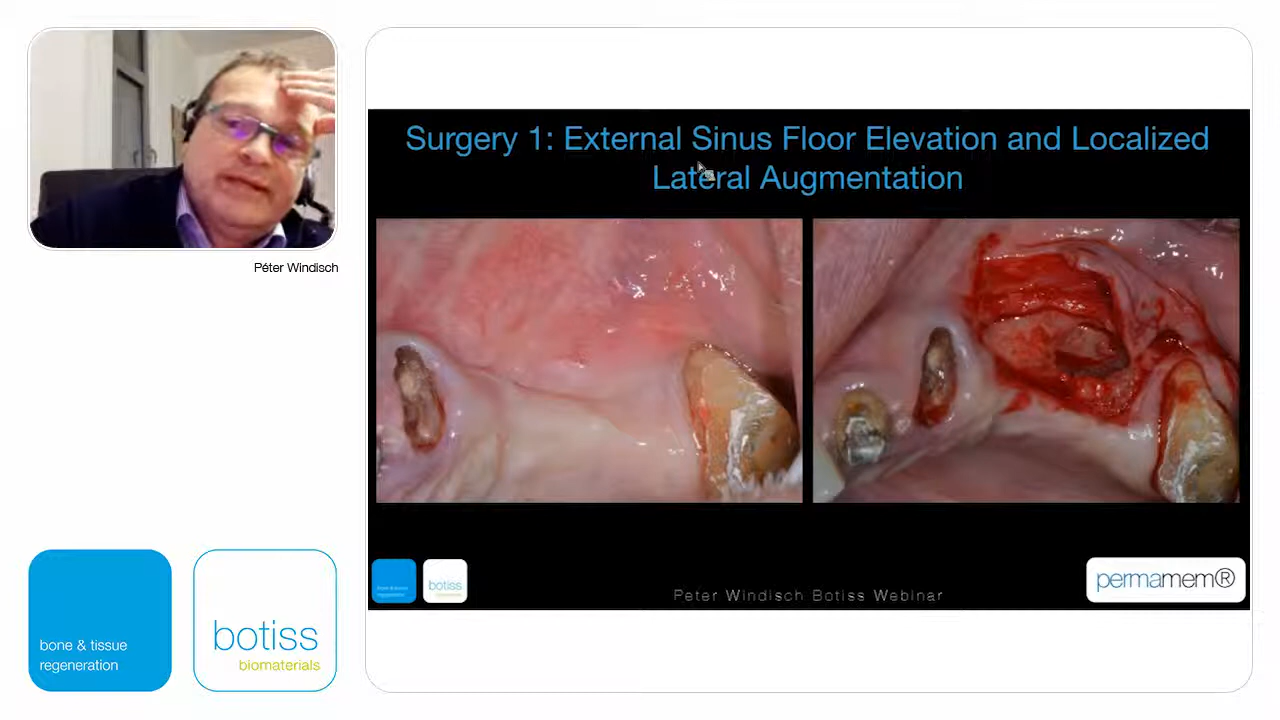 Péter Windisch
bone & tissue
regeneration
botiss
biomaterials
Surgery 1: External Sinus Floor Elevation and Localized
Lateral Augmentation
botiss
Peter Windisch Botiss Webinar
permamem®